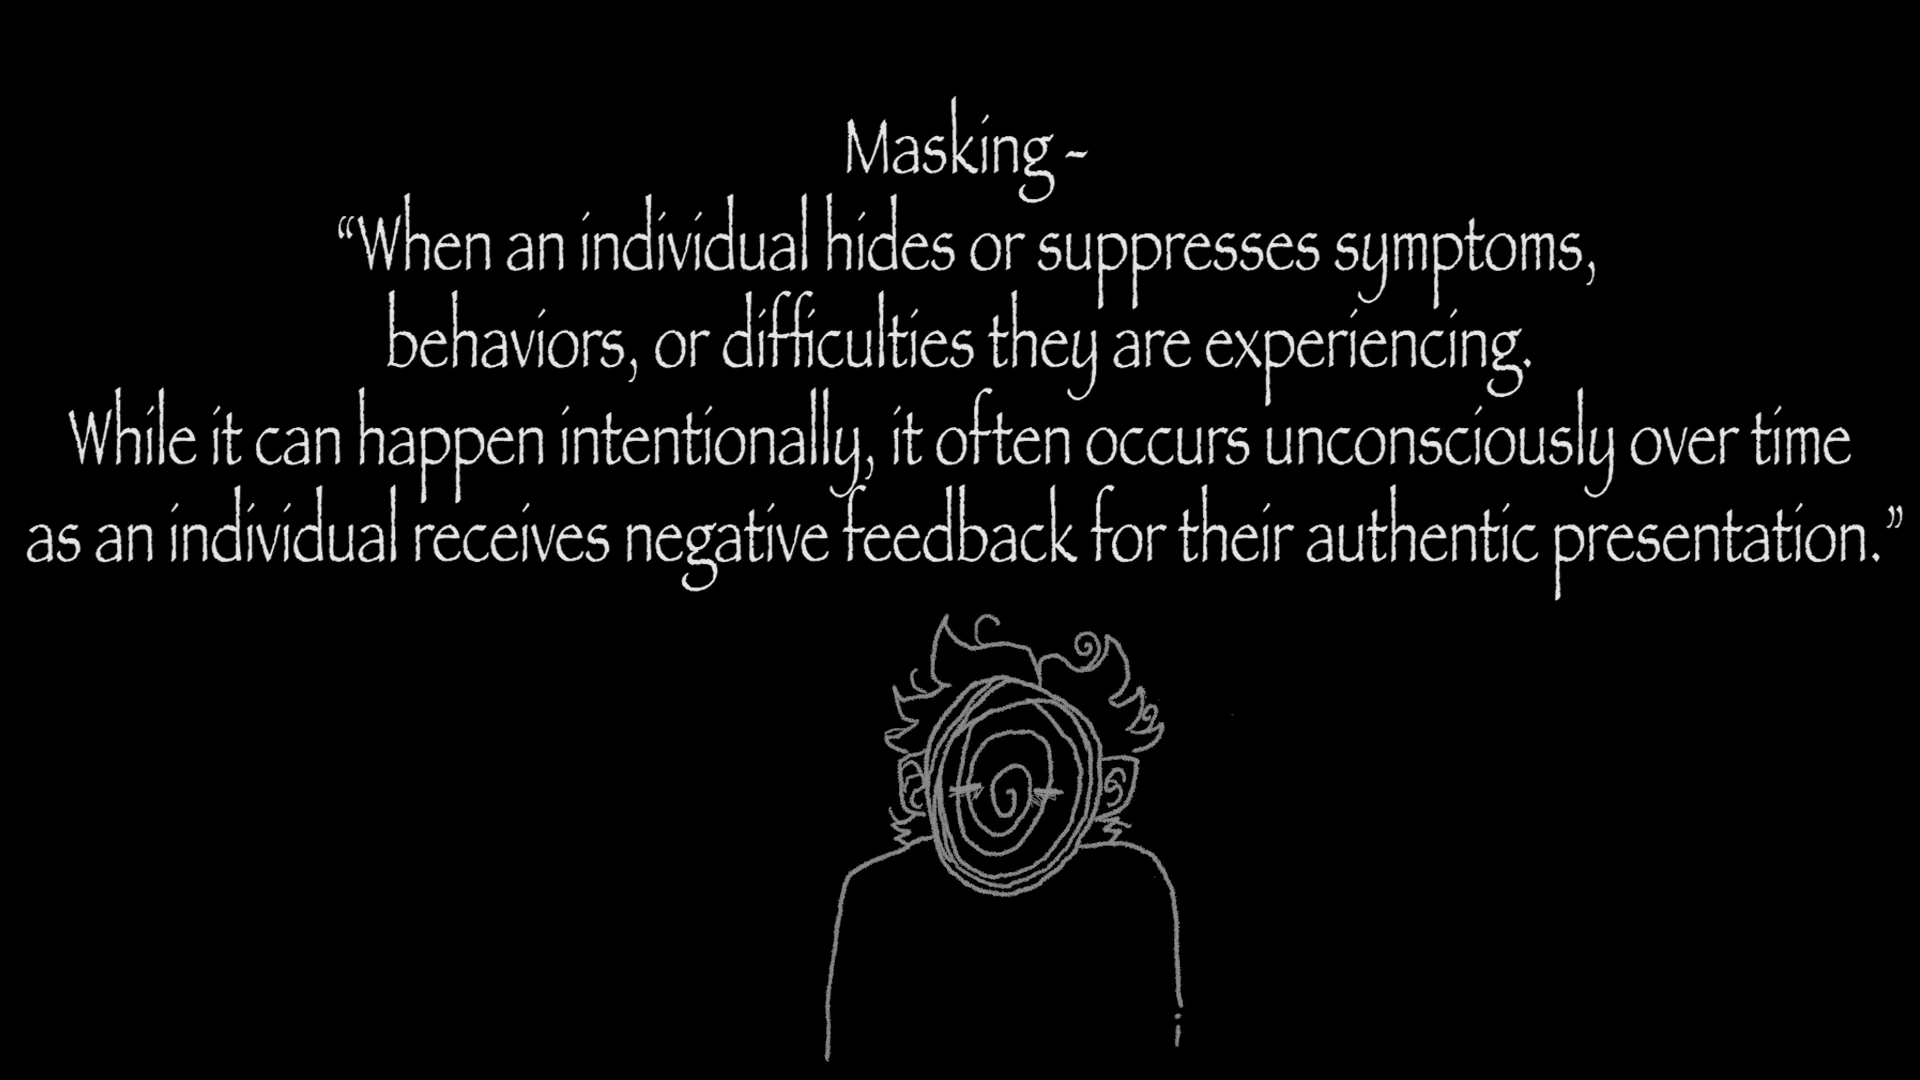 Masking -
“When an individual hides or suppresses symptoms,
behaviors, or difficulties they are experiencing.
While it can happen intentionally, it often occurs unconsciously over time
as an individual receives negative feedback for their authentic presentation.”